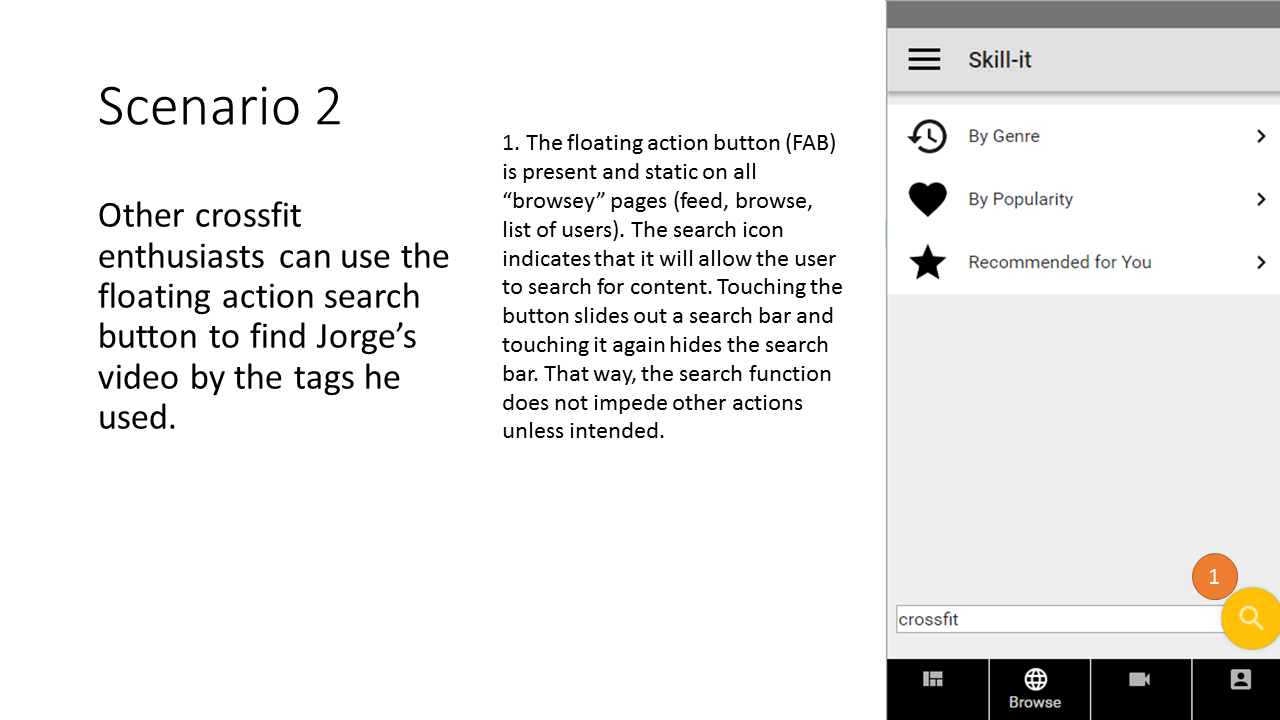 Scenario 2
Other crossfit
enthusiasts can use the
floating action search
button to find Jorge’s
video by the tags he
used.
1. The floating action button (FAB)
is present and static on all
“browsey” pages (feed, browse,
list of users). The search icon
indicates that it will allow the user
to search for content. Touching the
button slides out a search bar and
touching it again hides the search
bar. That way, the search function
does not impede other actions
unless intended.
Skill-it
By Genre
By Popularity
Recommended for You
1
crossfit
Browse